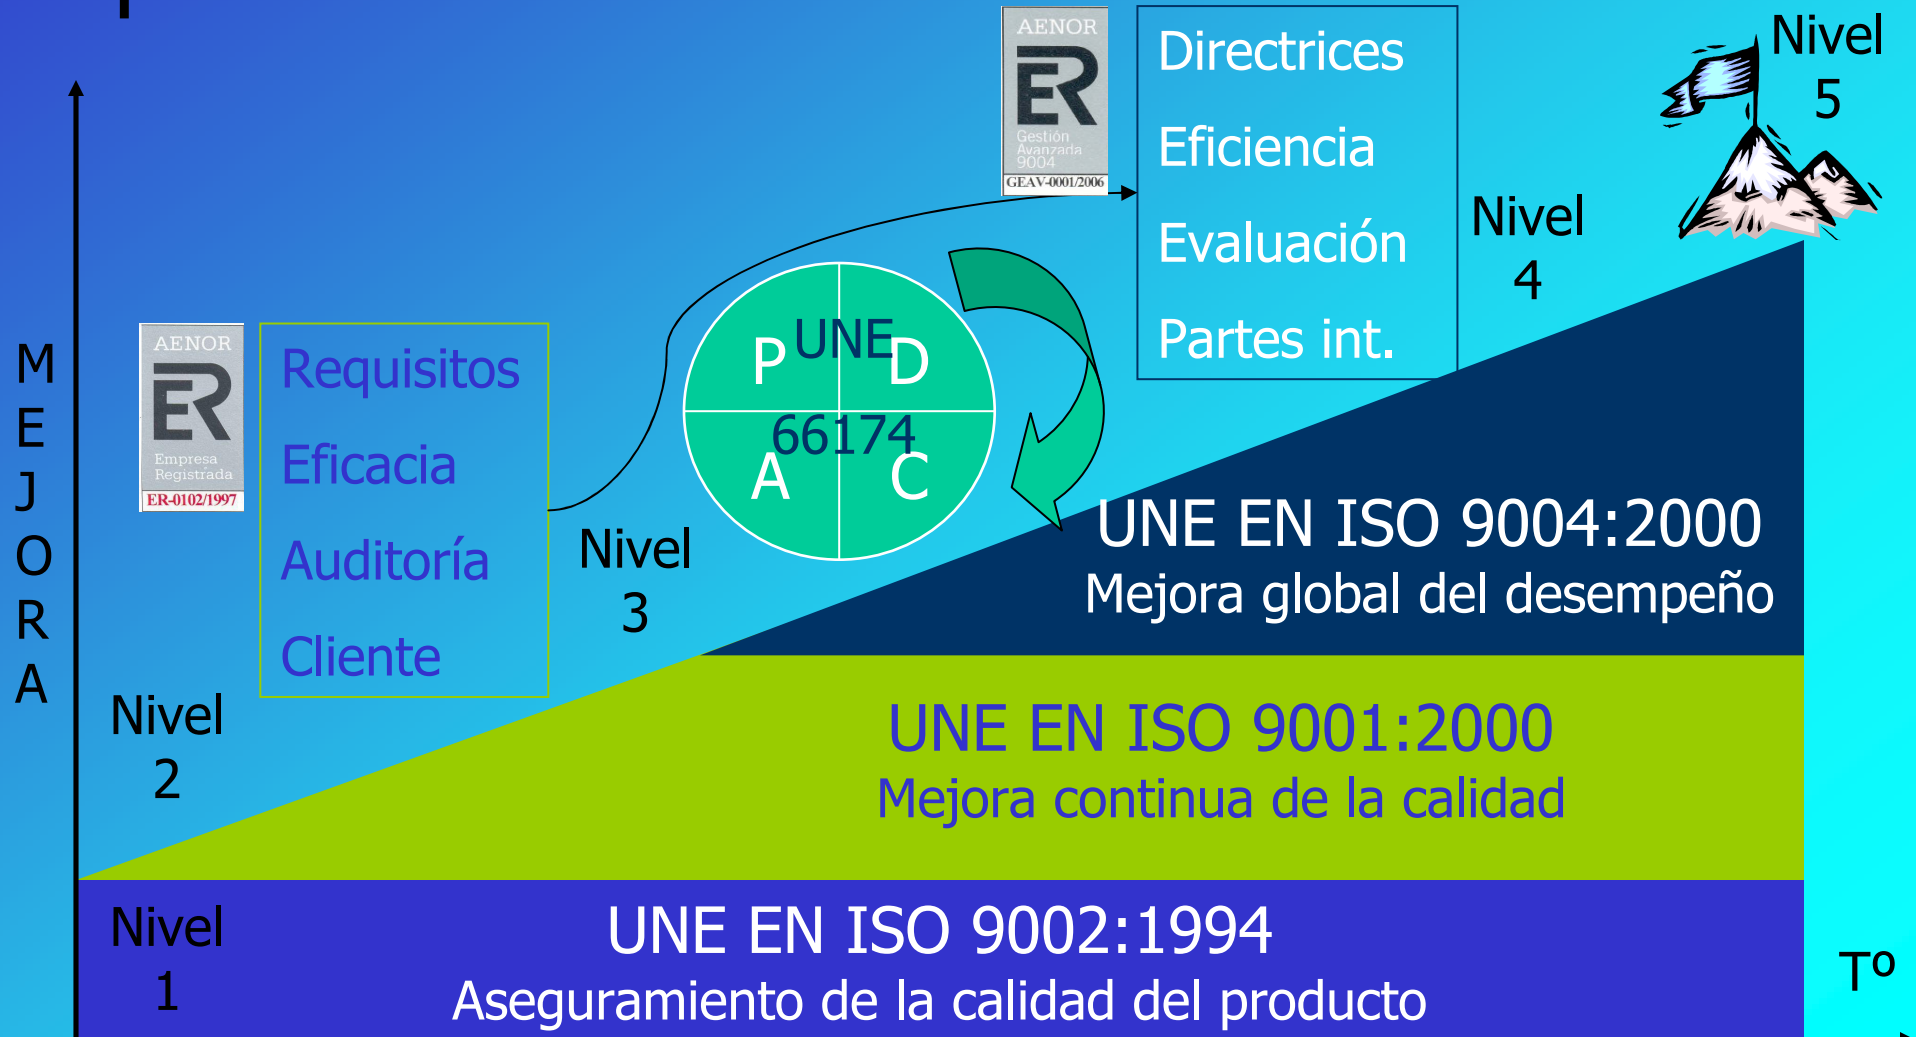 AENOR
ER
Gestión
Avanzada
9004
GEAV-0001/2006
Directrices
Eficiencia
Evaluación
Partes int.
Nivel
5
Nivel
4
M
E
J
O
R
A
AENOR
ER
Empresa
Registrada
ER-0102/1997
Requisitos
Eficacia
Auditoría
Cliente
P D
UNE
66174
A C
Nivel
3
Nivel
2
UNE EN ISO 9004:2000
Mejora global del desempeño
UNE EN ISO 9001:2000
Mejora continua de la calidad
Nivel
1
UNE EN ISO 9002:1994
Aseguramiento de la calidad del producto
Tº